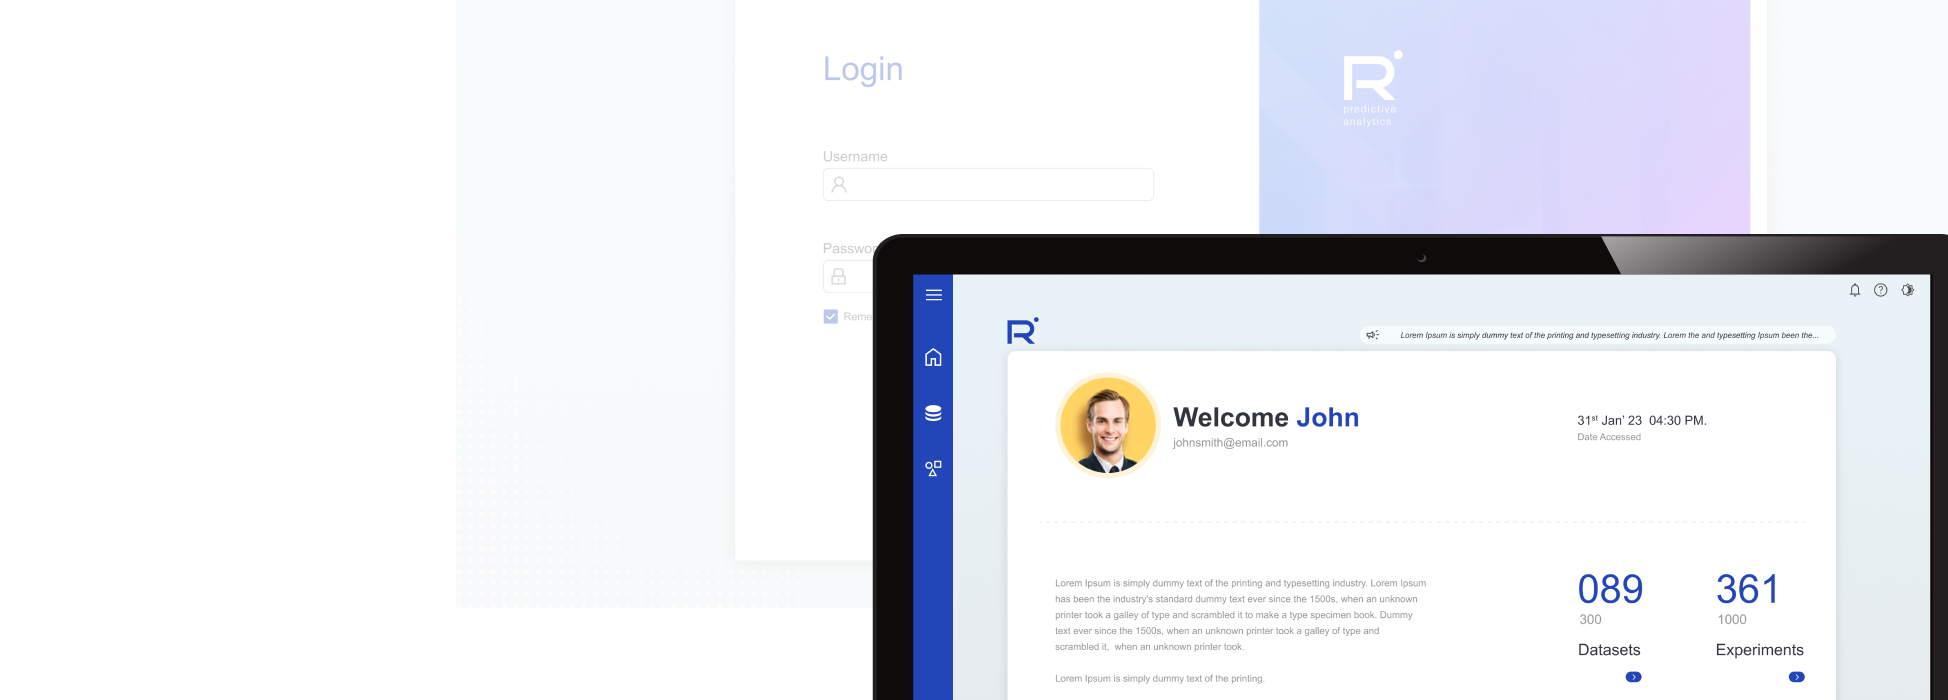 Login
R
predictive
analytics
Username
Passwor
Reme
R
Lorem Ipsum is simply dummy text of the printing and typesetting industry. Lorem the and typesetting Ipsum been the...
Welcome John
johnsmith@email.com
31st Jan' 23 04:30 PM.
Date Accessed
Lorem Ipsum is simply dummy text of the printing and typesetting industry. Lorem Ipsum
has been the industry's standard dummy text ever since the 1500s, when an unknown
printer took a galley of type and scrambled it to make a type specimen book. Dummy
text ever since the 1500s, when an unknown printer took a galley of type and
scrambled it, when an unknown printer took.
Lorem Ipsum is simply dummy text of the printing.
089
300
Datasets
361
1000
Experiments